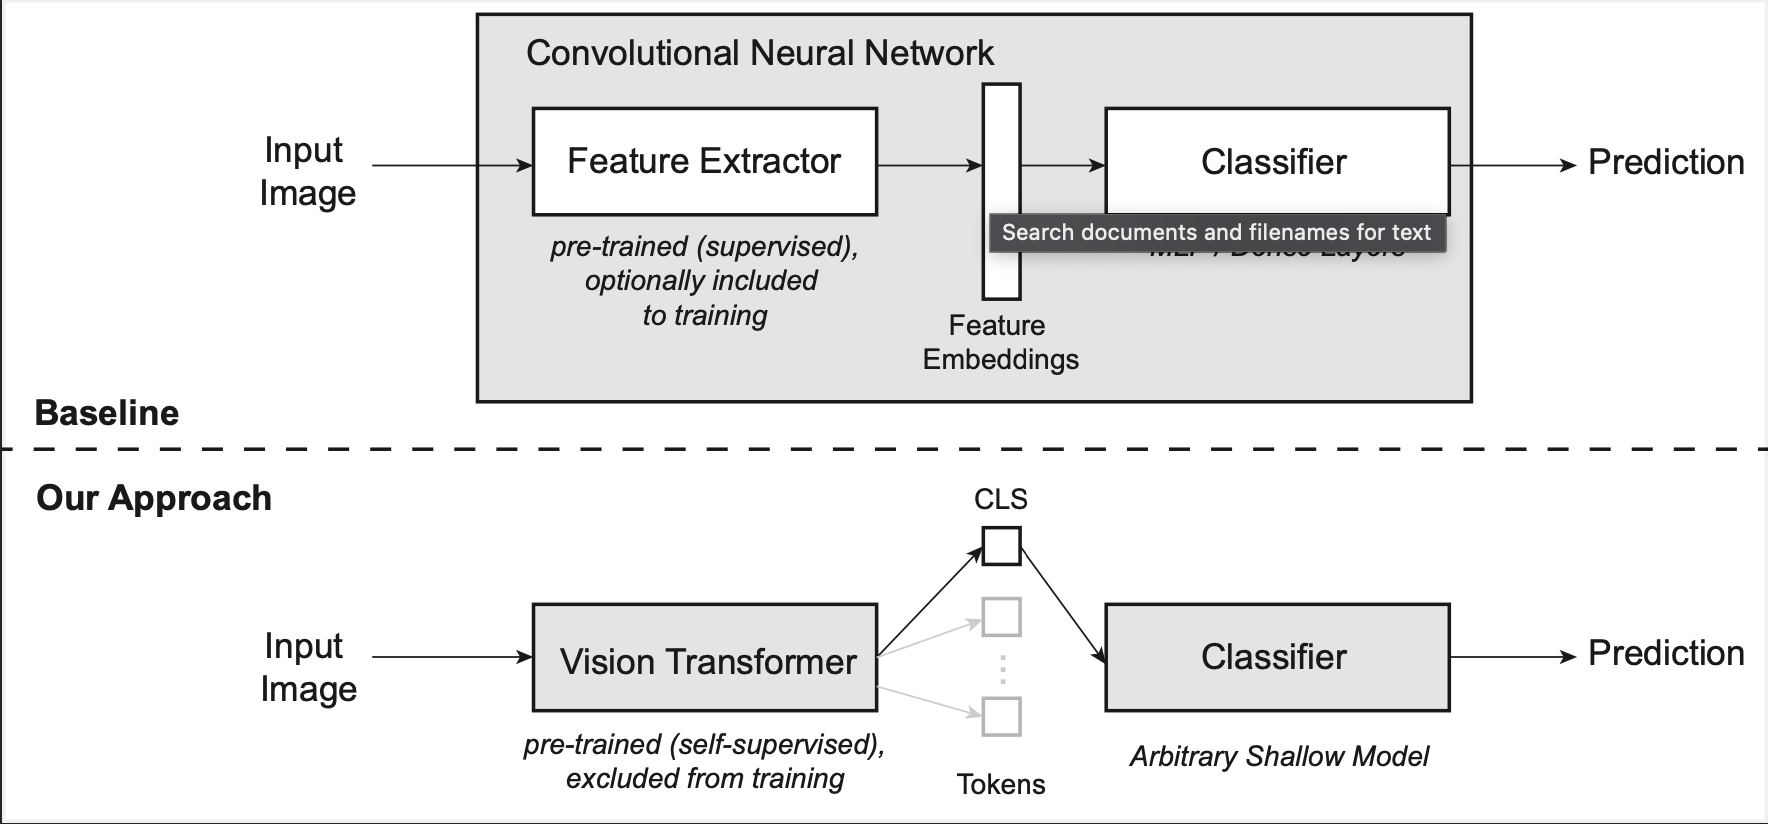 Convolutional Neural Network
Input
Image
Feature Extractor
Classifier
Prediction
pre-trained (supervised),
optionally included
to training
Search documents and filenames for text
Feature
Embeddings
Baseline
Our Approach
CLS
Input
Image
Vision Transformer
Classifier
Prediction
pre-trained (self-supervised),
excluded from training
Tokens
Arbitrary Shallow Model